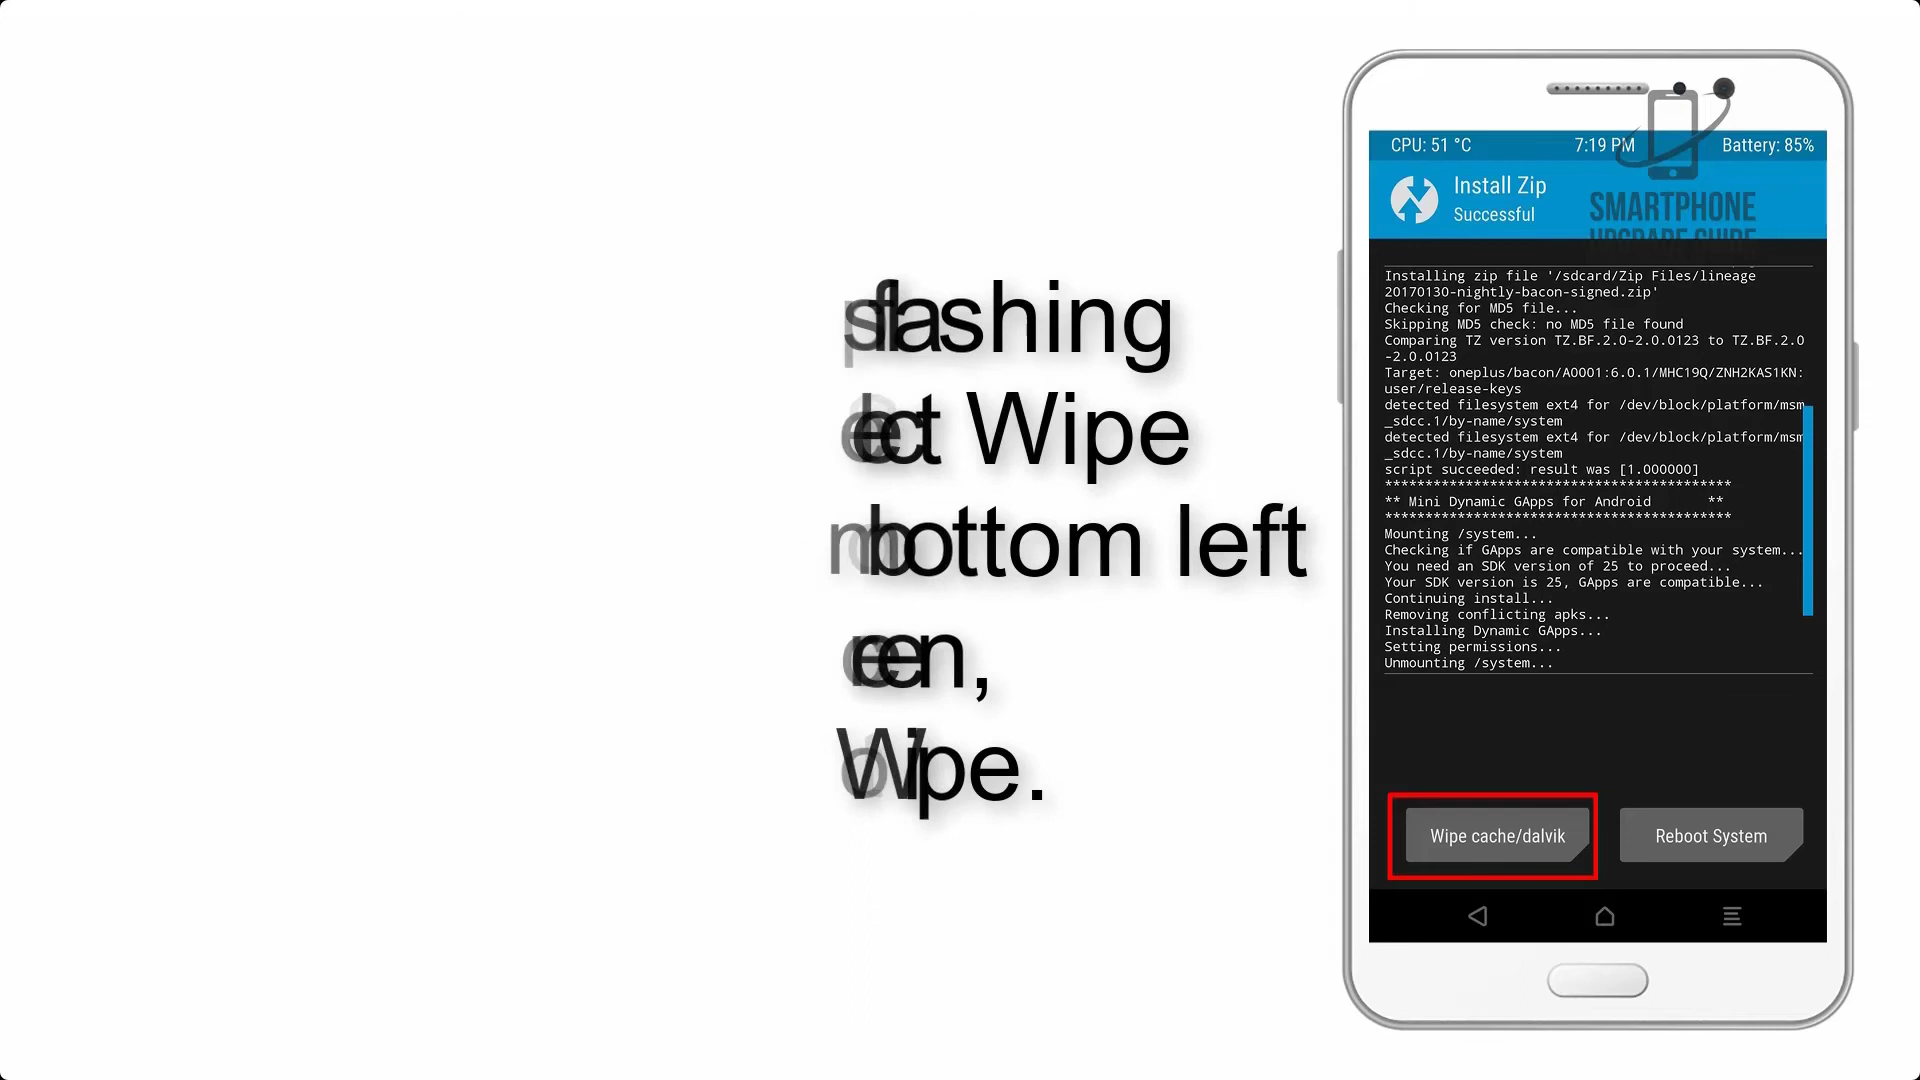 flashing
Wipe
bottom left
Wipe.
CPU: 51 °C 7:19 PM Battery: 85%
Install Zip
Successful
SMARTPHONE
UPGRADE GUIDE
Installing zip file '/sdcard/Zip Files/lineage
20170130-nightly-bacon-signed.zip'
Checking for MD5 file...
Skipping MD5 check: no MD5 file found
Comparing TZ version TZ.BF.2.0-2.0.0123 to TZ.BF.2.0
-2.0.0123
Target: oneplus/bacon/A0001:6.0.1/MHC19Q/ZNH2KAS1KN:
user/release-keys
detected filesystem ext4 for /dev/block/platform/msm
_sdcc.1/by-name/system
detected filesystem ext4 for /dev/block/platform/msm
_sdcc.1/by-name/system
script succeeded: result was [1.000000]
*******************************************
** Mini Dynamic GApps for Android **
*******************************************
Mounting /system...
Checking if GApps are compatible with your system...
You need an SDK version of 25 to proceed...
Your SDK version is 25, GApps are compatible...
Continuing install...
Removing conflicting apks...
Installing Dynamic GApps...
Setting permissions...
Unmounting /system...
Wipe cache/dalvik
Reboot System